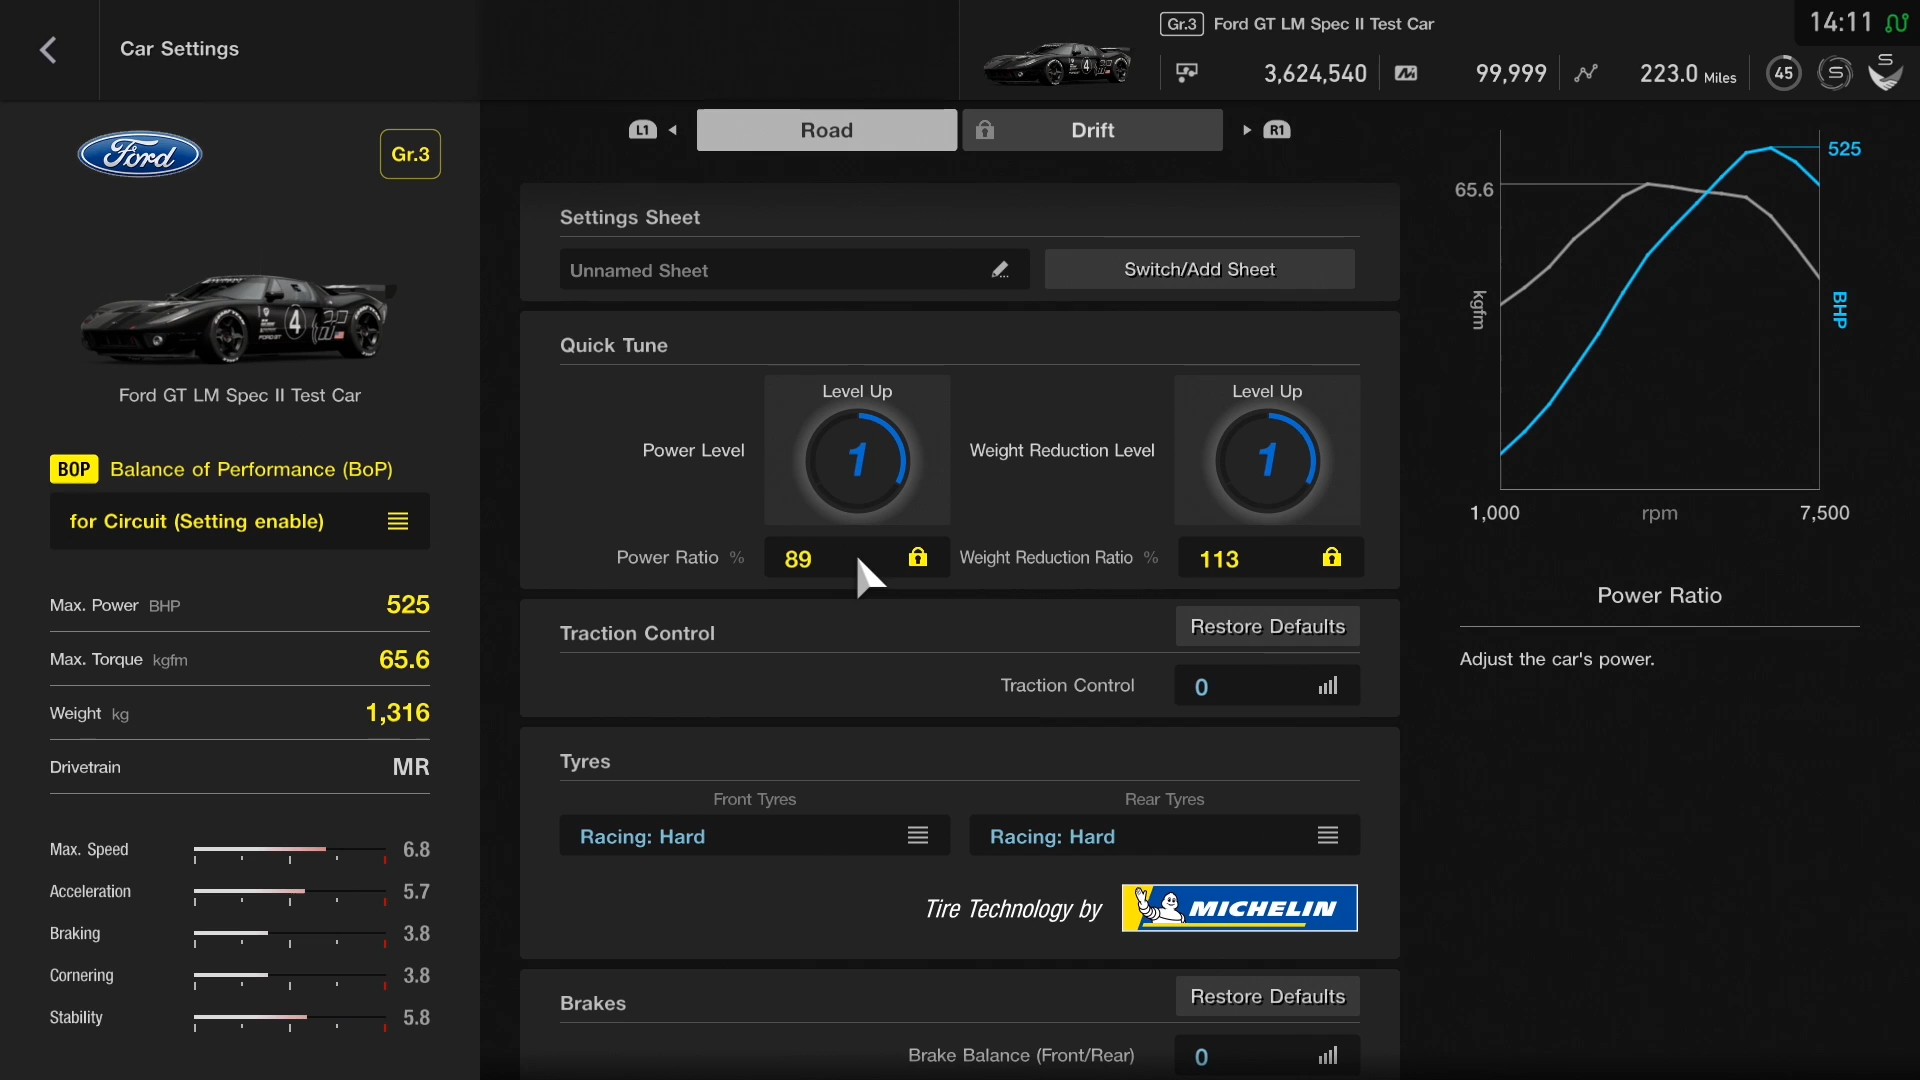 Car Settings
Gr.3 Ford GT LM Spec II Test Car
14:11
3,624,540
99,999
223.0 Miles
45
S
S
Ford
Gr.3
4
Ford GT LM Spec II Test Car
BOP Balance of Performance (BoP)
for Circuit (Setting enable)
Max. Power BHP 525
Max. Torque kgfm 65.6
Weight kg 1,316
Drivetrain MR
Max. Speed 6.8
Acceleration 5.7
Braking 3.8
Cornering 3.8
Stability 5.8
L1 Road Drift R1
Settings Sheet
Unnamed Sheet Switch/Add Sheet
Quick Tune
Level Up Level Up
Power Level 1 Weight Reduction Level 1
Power Ratio % 89 Weight Reduction Ratio % 113
Traction Control Restore Defaults
Traction Control 0
Tyres
Front Tyres Rear Tyres
Racing: Hard Racing: Hard
Tire Technology by MICHELIN
Brakes Restore Defaults
Brake Balance (Front/Rear) 0
525
65.6
kgfm
BHP
1,000 rpm 7,500
Power Ratio
Adjust the car's power.